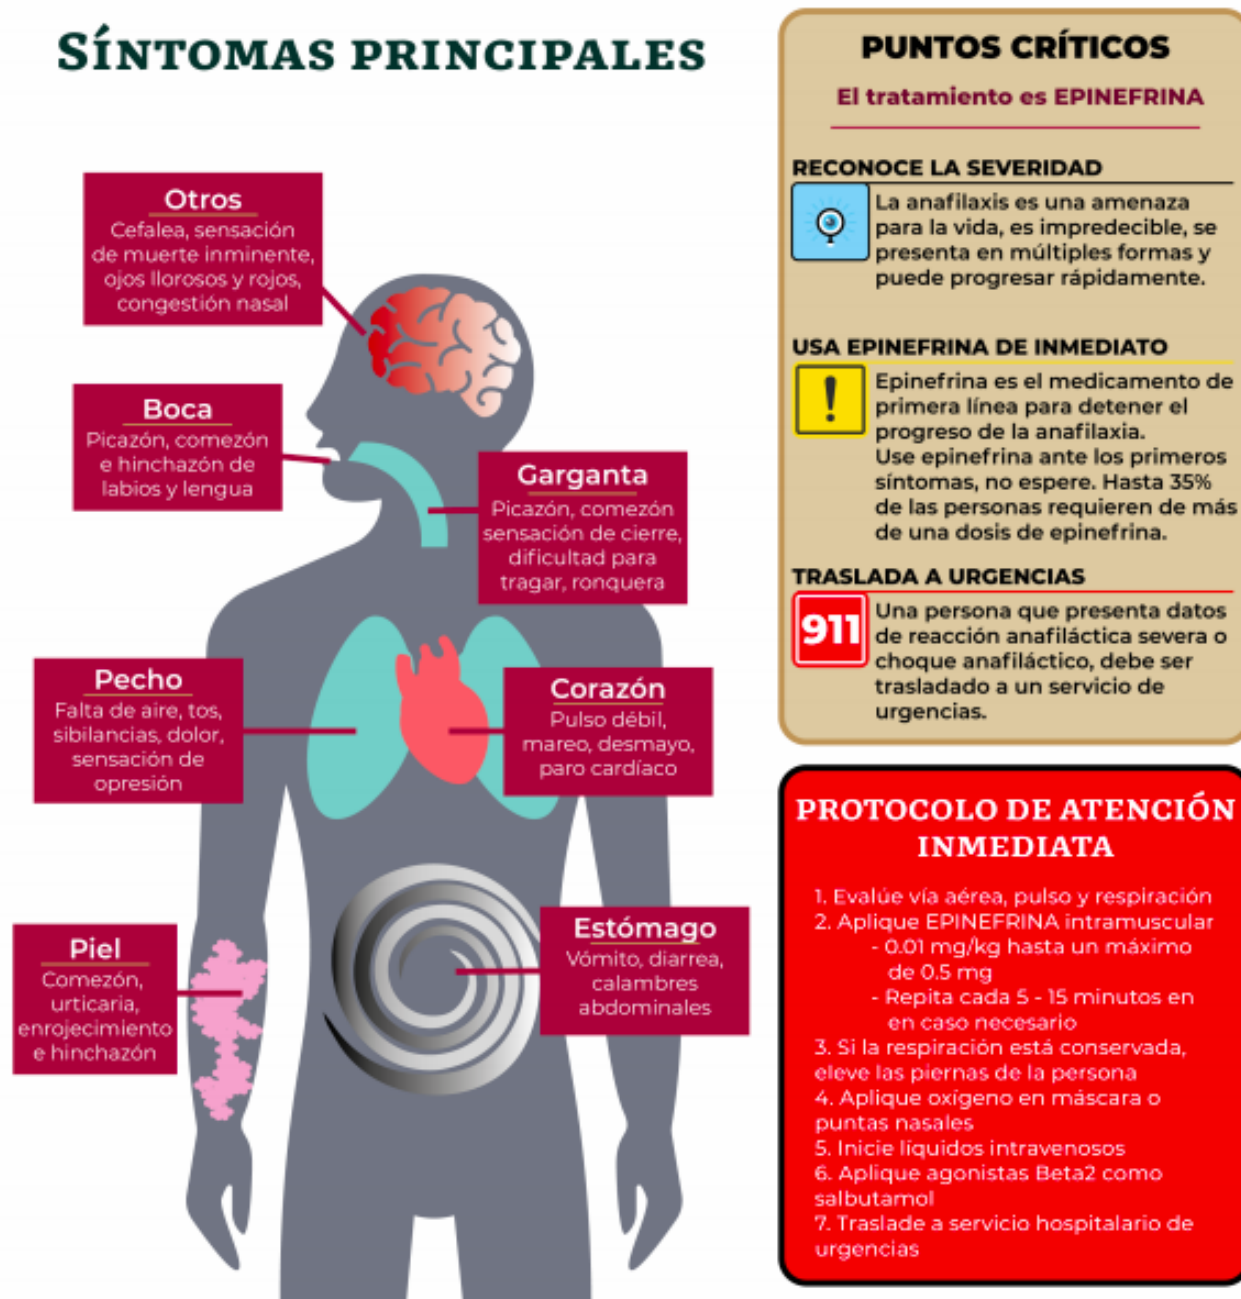 SÍNTOMAS PRINCIPALES
Otros
Cefalea, sensación
de muerte inminente,
ojos llorosos y rojos,
congestión nasal
Boca
Picazón, comezón
e hinchazón de
labios y lengua
Garganta
Picazón, comezón
sensación de cierre,
dificultad para
tragar, ronquera
Pecho
Falta de aire, tos,
sibilancias, dolor,
sensación de
opresión
Corazón
Pulso débil,
mareo, desmayo,
paro cardíaco
Piel
Comezón,
urticaria,
enrojecimiento
e hinchazón
Estómago
Vómito, diarrea,
calambres
abdominales
PUNTOS CRÍTICOS
El tratamiento es EPINEFRINA
RECONOCE LA SEVERIDAD
La anafilaxis es una amenaza
para la vida, es impredecible, se
presenta en múltiples formas y
puede progresar rápidamente.
USA EPINEFRINA DE INMEDIATO
!
Epinefrina es el medicamento de
primera línea para detener el
progreso de la anafilaxia.
Use epinefrina ante los primeros
síntomas, no espere. Hasta 35%
de las personas requieren de más
de una dosis de epinefrina.
TRASLADA A URGENCIAS
911
Una persona que presenta datos
de reacción anafiláctica severa o
choque anafiláctico, debe ser
trasladado a un servicio de
urgencias.
PROTOCOLO DE ATENCIÓN
INMEDIATA
1. Evalúe vía aérea, pulso y respiración
2. Aplique EPINEFRINA intramuscular
- 0.01 mg/kg hasta un máximo
de 0.5 mg
- Repita cada 5 - 15 minutos en
en caso necesario
3. Si la respiración está conservada,
eleve las piernas de la persona
4. Aplique oxígeno en máscara o
puntas nasales
5. Inicie líquidos intravenosos
6. Aplique agonistas Beta2 como
salbutamol
7. Traslade a servicio hospitalario de
urgencias